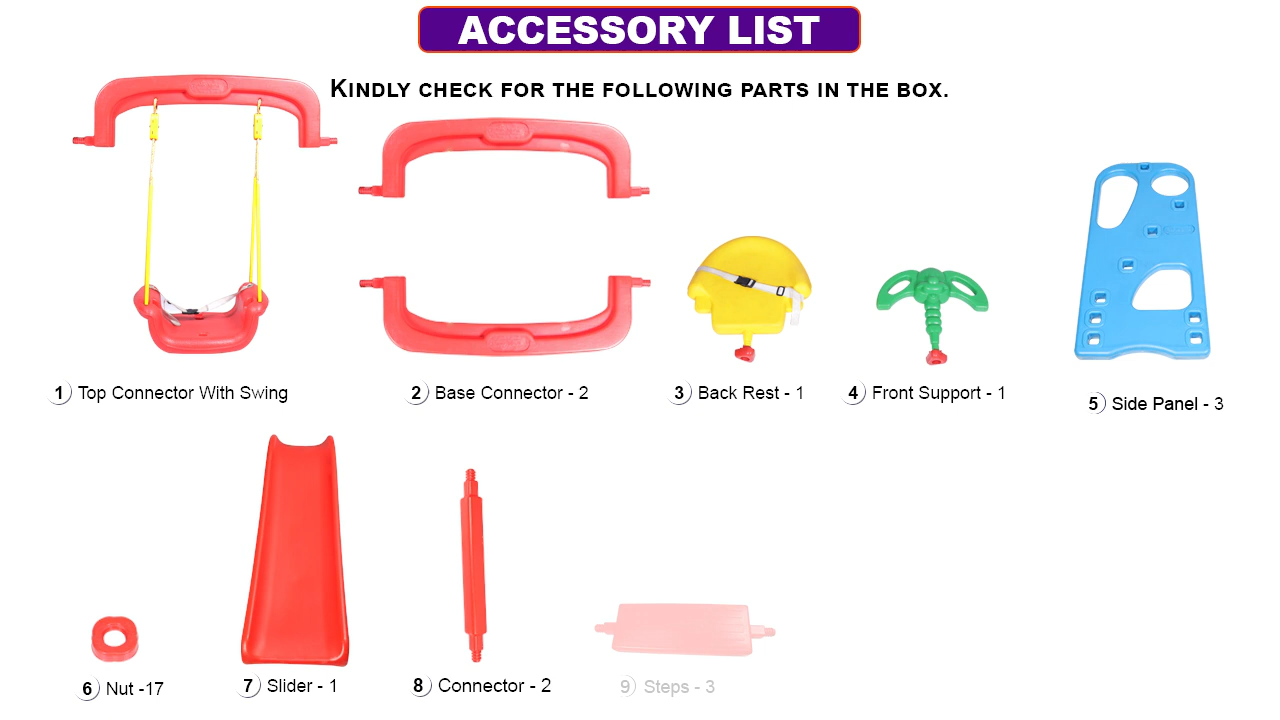 ACCESSORY LIST
KINDLY CHECK FOR THE FOLLOWING PARTS IN THE BOX.
1 Top Connector With Swing
2 Base Connector - 2
3 Back Rest - 1
4 Front Support - 1
5 Side Panel - 3
6 Nut -17
7 Slider - 1
8 Connector - 2
9 Steps - 3